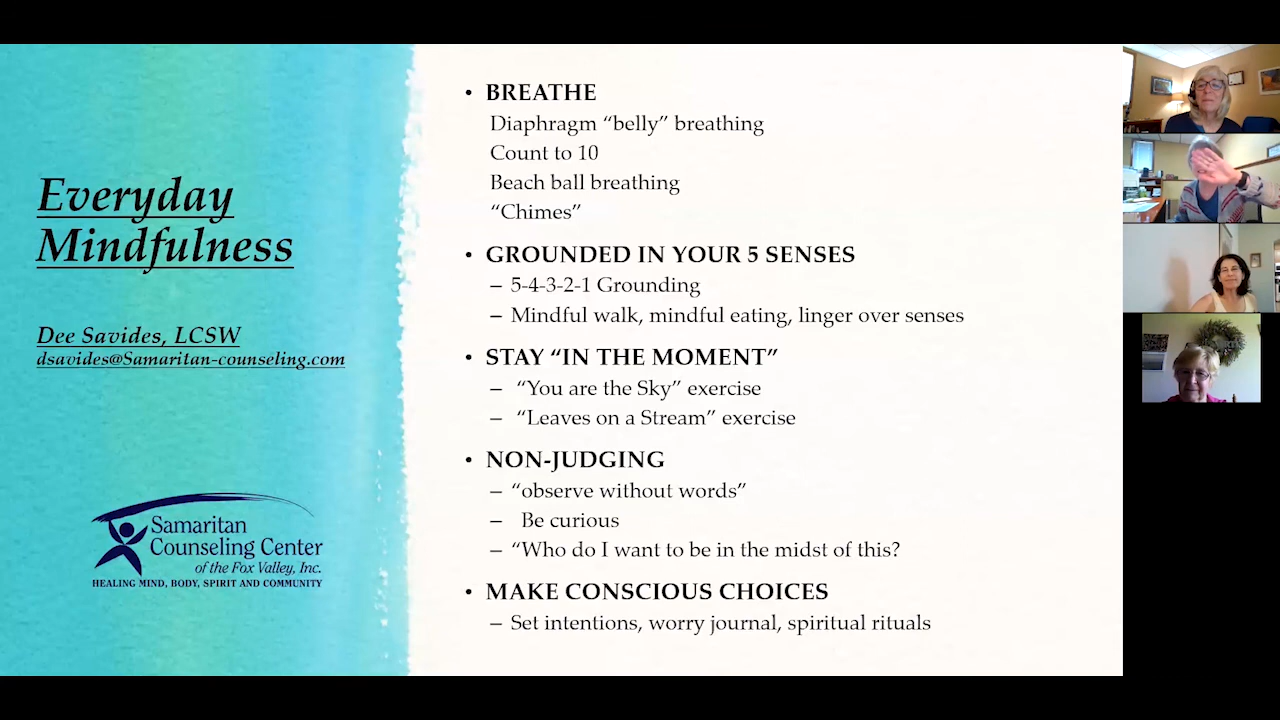 Everyday
Mindfulness
Dee Savides, LCSW
dsavides@Samaritan-counseling.com
Samaritan
Counseling Center
of the Fox Valley, Inc.
HEALING MIND, BODY, SPIRIT AND COMMUNITY
• BREATHE
Diaphragm “belly” breathing
Count to 10
Beach ball breathing
“Chimes”
• GROUNDED IN YOUR 5 SENSES
– 5-4-3-2-1 Grounding
– Mindful walk, mindful eating, linger over senses
• STAY “IN THE MOMENT”
– “You are the Sky” exercise
– “Leaves on a Stream” exercise
• NON-JUDGING
– “observe without words”
– Be curious
– “Who do I want to be in the midst of this?
• MAKE CONSCIOUS CHOICES
– Set intentions, worry journal, spiritual rituals